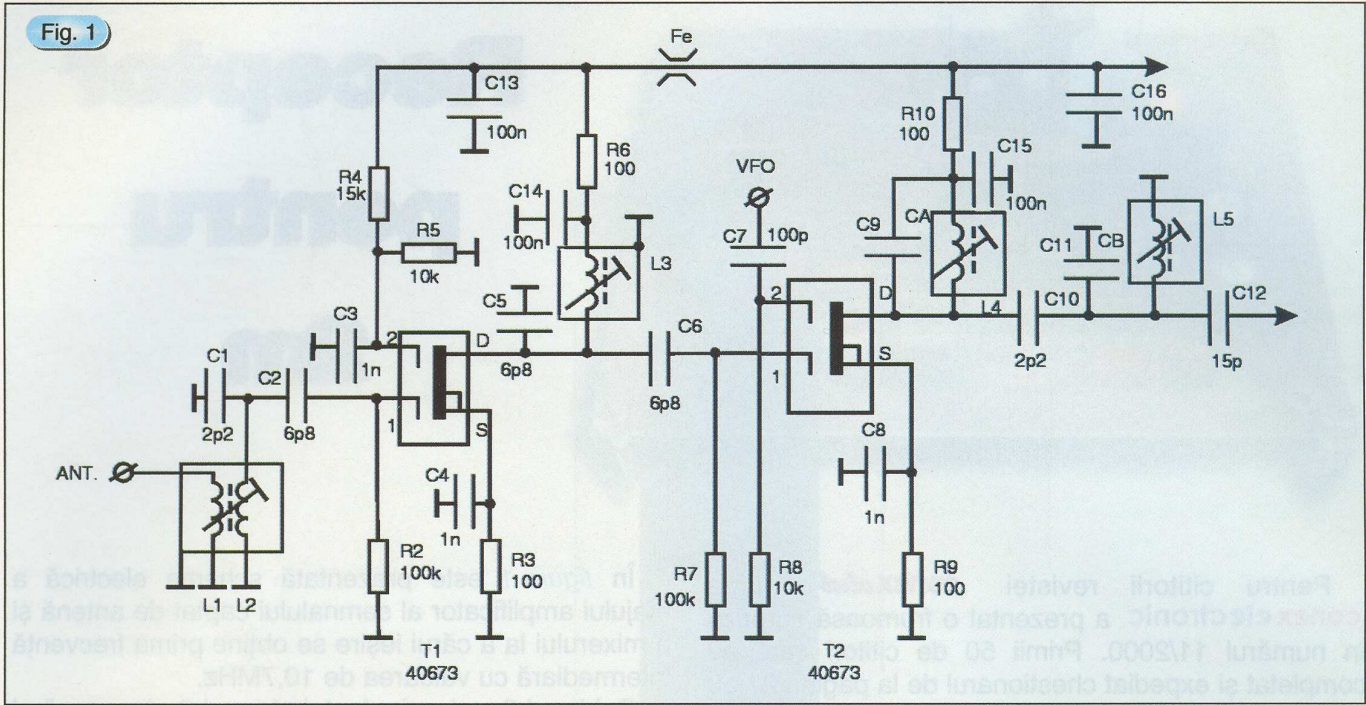 Fig. 1
Fe
C13
100n
R10
100
C16
100n
R6
100
C15
100n
VFO
R4
15k
C14
100n
C9
CA
C11
CB
L5
R5
10k
C7
100p
L3
2
D
L4
C10
2p2
C12
15p
C5
6p8
C6
6p8
C3
1n
2
D
S
1
C1
2p2
C2
6p8
1
S
C8
1n
ANT.
C4
1n
L1
L2
R2
100k
R3
100
R7
100k
R8
10k
R9
100
T1
40673
T2
40673
În figura 1 este prezentată schema electrică a
ajului amplificator al semnalului captat de antenă și
mixerului la a cărui ieșire se obține prima frecvență
ermediară cu valoarea de 10,7MHz.
Pentru cititorii revistei
conex electronic a prezentat o frumoasă
în numărul 11/2000. Primii 50 de cititori
completat și expediat chestionarul de la pag